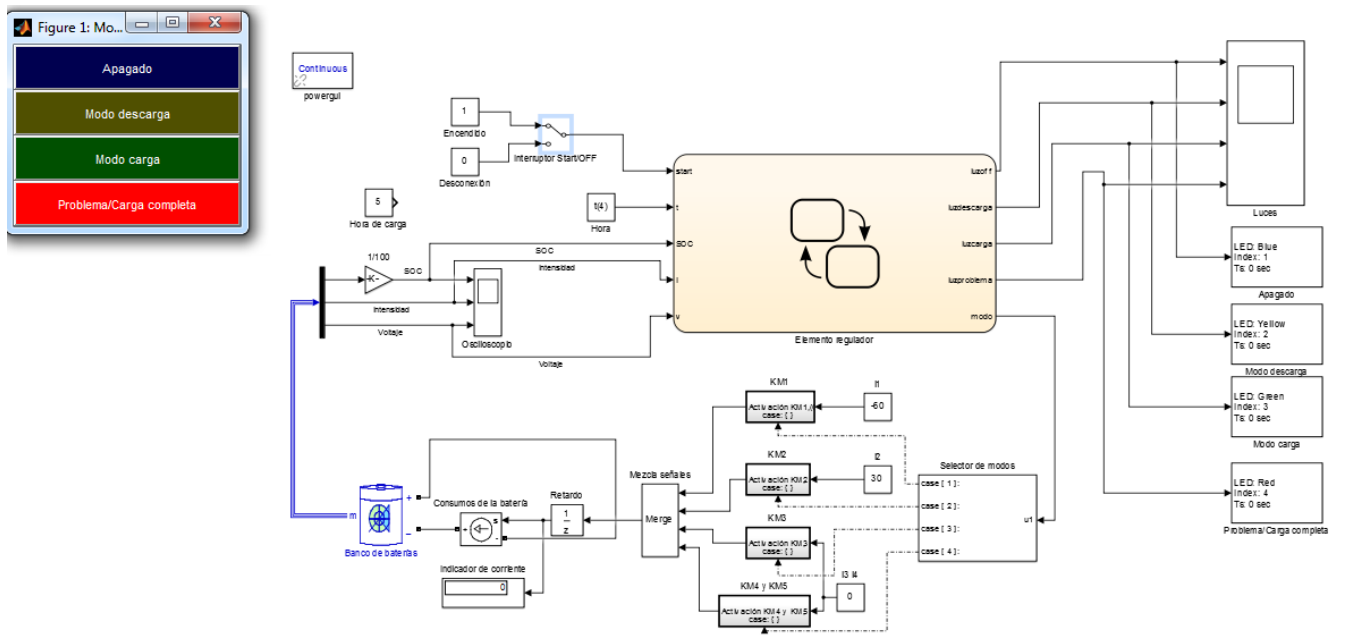 Figure 1: Mo...
Apagado
Modo descarga
Modo carga
Problema/Carga completa
Continuous
powergui
1
Encendido
0
Desconexión
Interruptor Start/OFF
5
Hora de carga
t(4)
Hora
1/100
-K-
SOC
SOC
Intensidad
Intensidad
Voltaje
Osciloscopio
Voltaje
start
t
SOC
I
v
luzoff
luzdescarga
luzcarga
luzproblema
modo
Elemento regulador
Luces
LED: Blue
Index: 1
Ts: 0 sec
Apagado
LED: Yellow
Index: 2
Ts: 0 sec
Modo descarga
LED: Green
Index: 3
Ts: 0 sec
Modo carga
LED: Red
Index: 4
Ts: 0 sec
Problema/Carga completa
KM1
Activación KM1,(
case: { }
I1
-60
KM2
Activación KM2
case: { }
I2
30
KM3
Activación KM3
case: { }
KM4 y KM5
Activación KM4 y KM5
case: { }
I3 I4
0
Selector de modos
case [ 1 ]:
case [ 2 ]:
case [ 3 ]:
case [ 4 ]:
u1
Mezcla señales
Merge
Retardo
1
z
Consumos de la batería
s
+
-
m
+
-
Banco de baterías
Indicador de corriente
0